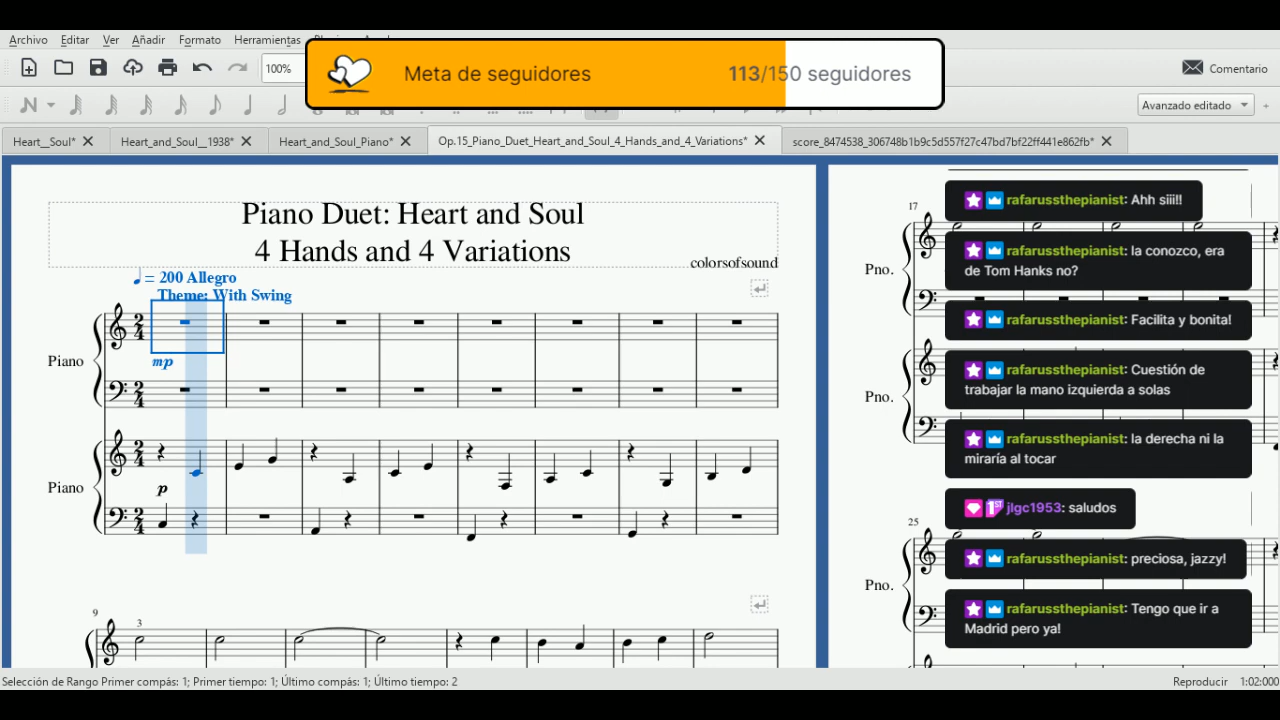 Archivo Editar Ver Añadir Formato Herramientas
Meta de seguidores 113/150 seguidores
100%
Comentario
Avanzado editado
Heart__Soul* Heart_and_Soul__1938* Heart_and_Soul_Piano* Op.15_Piano_Duet_Heart_and_Soul_4_Hands_and_4_Variations* score_8474538_306748b1b9c5d557f27c47bd7bf22ff441e862fb*
Piano Duet: Heart and Soul
4 Hands and 4 Variations
colorsofsound
= 200 Allegro
Theme: With Swing
Piano
mp
Piano
p
9
3
17
Pno.
Pno.
25
Pno.
rafarussthepianist: Ahh siii!!
rafarussthepianist: la conozco, era
de Tom Hanks no?
rafarussthepianist: Facilita y bonita!
rafarussthepianist: Cuestión de
trabajar la mano izquierda a solas
rafarussthepianist: la derecha ni la
miraría al tocar
1ST jlgc1953: saludos
rafarussthepianist: preciosa, jazzy!
rafarussthepianist: Tengo que ir a
Madrid pero ya!
Selección de Rango Primer compás: 1; Primer tiempo: 1; Último compás: 1; Último tiempo: 2
Reproducir 1:02:000